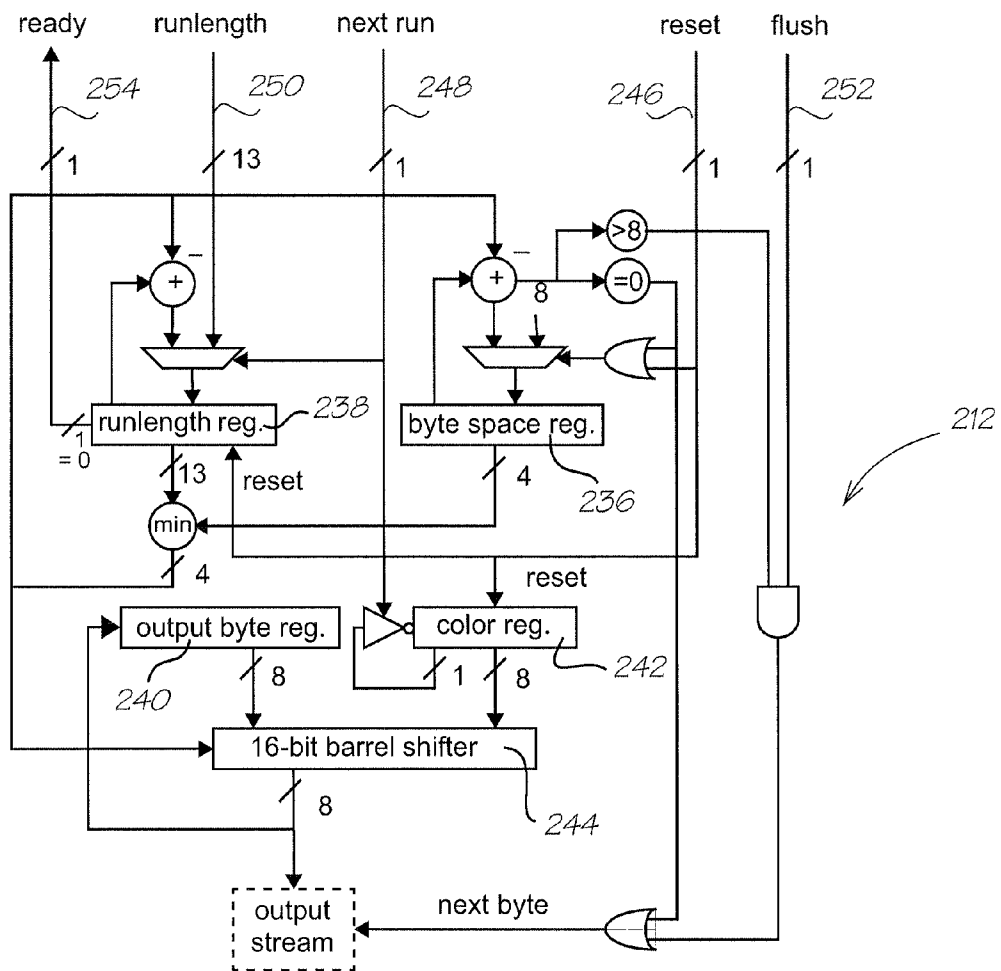 ready
runlength
next run
reset
flush
254
250
248
246
252
1
13
1
1
1
−
−
>8
+
+
=0
8
runlength reg.
238
byte space reg.
1
= 0
13
reset
4
236
212
min
4
reset
output byte reg.
color reg.
240
8
1
8
242
16-bit barrel shifter
8
244
output
stream
next byte